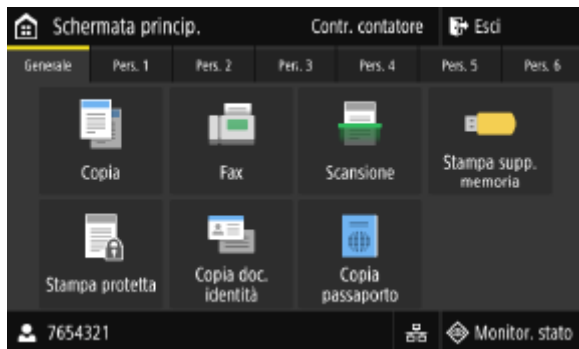 Schermata princip. Contr. contatore Esci
Generale Pers. 1 Pers. 2 Pers. 3 Pers. 4 Pers. 5 Pers. 6
Copia Fax Scansione Stampa supp.
memoria
Stampa protetta Copia doc.
identità Copia
passaporto
7654321 Monitor. stato